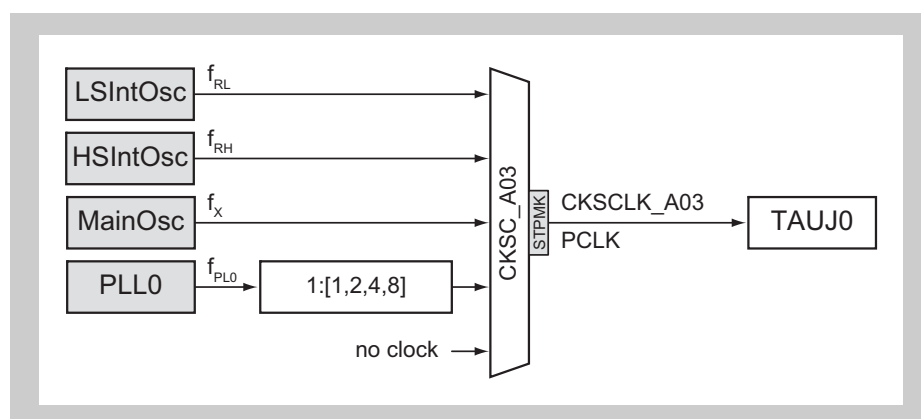 LSIntOsc
f_RL
HSIntOsc
f_RH
MainOsc
f_X
PLL0
f_PL0
1:[1,2,4,8]
no clock
CKSC_A03
STPMK
CKSCLK_A03
PCLK
TAUJ0